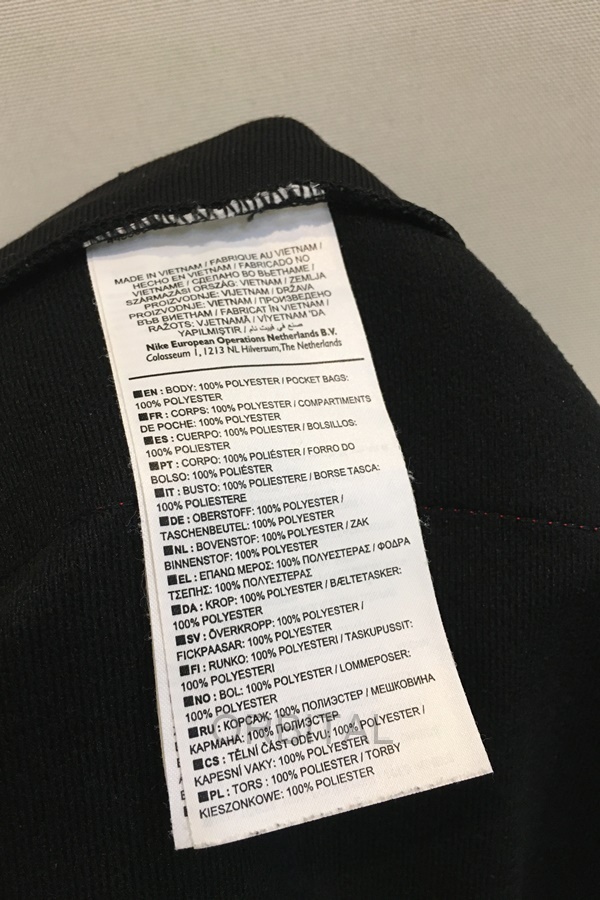 MADE IN VIETNAM / FABRIQUE AU VIETNAM /
HECHO EN VIETNAM / FABRICADO NO
VIETNAME / СДЕЛАНО ВО ВЬЕТНАМЕ /
SZÁRMAZÁSI ORSZÁG: VIETNAM / ZEMLJA
PROIZVODNJE: VIJETNAM / DRŽAVA
PROIZVODNJE: VIETNAM / ПРОИЗВЕДЕНО
ВЪВ ВИЕТНАМ / FABRICAT ÎN VIETNAM /
RAŽOTS: VJETNAMĀ / VİYETNAM 'DA
YAPILMIŞTIR / صنع في فييت نام
Nike European Operations Netherlands B.V.
Colosseum 1, 1213 NL Hilversum, The Netherlands
■EN : BODY: 100% POLYESTER / POCKET BAGS:
100% POLYESTER
■FR : CORPS: 100% POLYESTER / COMPARTIMENTS
DE POCHE: 100% POLYESTER
■ES : CUERPO: 100% POLIÉSTER / BOLSILLOS:
100% POLIESTER
■PT : CORPO: 100% POLIÉSTER / FORRO DO
BOLSO: 100% POLIÉSTER
■IT : BUSTO: 100% POLIESTERE / BORSE TASCA:
100% POLIESTERE
■DE : OBERSTOFF: 100% POLYESTER /
TASCHENBEUTEL: 100% POLYESTER
■NL : BOVENSTOF: 100% POLYESTER / ZAK
BINNENSTOF: 100% POLYESTER
■EL : ΕΠΑΝΩ ΜΕΡΟΣ: 100% ΠΟΛΥΕΣΤΕΡΑΣ / ΦΟΔΡΑ
ΤΣΕΠΗΣ: 100% ΠΟΛΥΕΣΤΕΡΑΣ
■DA : KROP: 100% POLYESTER / BÆLTETASKER:
100% POLYESTER
■SV : ÖVERKROPP: 100% POLYESTER /
FICKPAASAR: 100% POLYESTER
■FI : RUNKO: 100% POLYESTERI / TASKUPUSSIT:
100% POLYESTERI
■NO : BOL: 100% POLYESTER / LOMMEPOSER:
100% POLYESTER
■RU : КОРСАЖ: 100% ПОЛИЭСТЕР / МЕШКОВИНА
КАРМАНА: 100% ПОЛИЭСТЕР
■CS : TĚLNÍ ČÁST ODĚNÍ: 100% POLYESTER /
KAPESNÍ VAKY: 100% POLYESTER
■PL : TORS : 100% POLIESTER / TORBY
KIESZONKOWE: 100% POLIESTER
ORBITAL